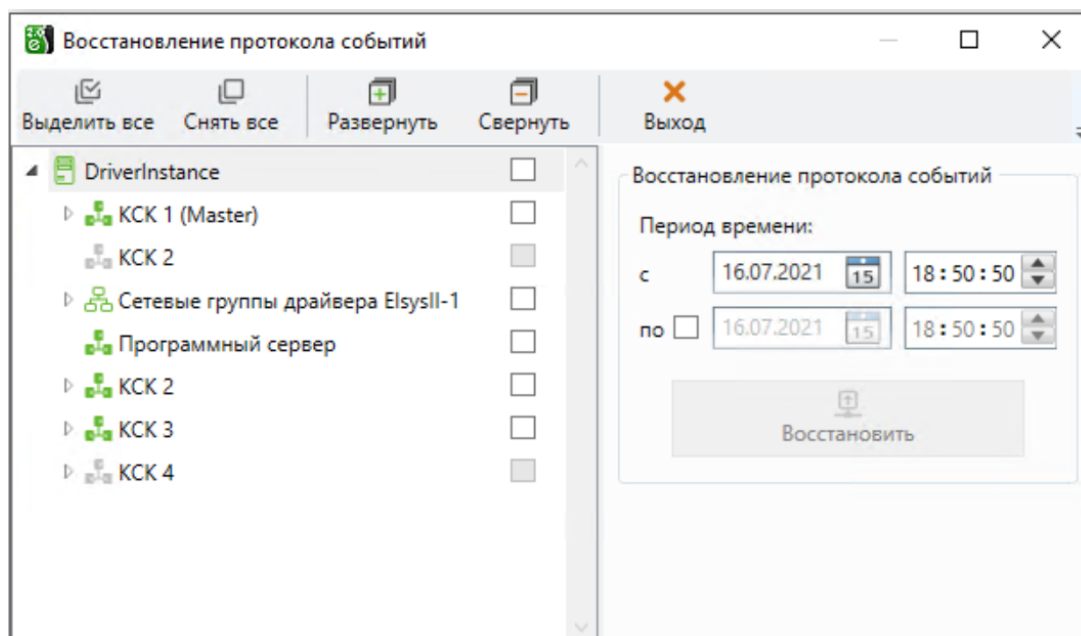 Восстановление протокола событий
Выделить все Снять все Развернуть Свернуть Выход
DriverInstance
КСК 1 (Master)
КСК 2
Сетевые группы драйвера ElsysII-1
Программный сервер
КСК 2
КСК 3
КСК 4
Восстановление протокола событий
Период времени:
с 16.07.2021 15 18:50:50
по 16.07.2021 15 18:50:50
Восстановить